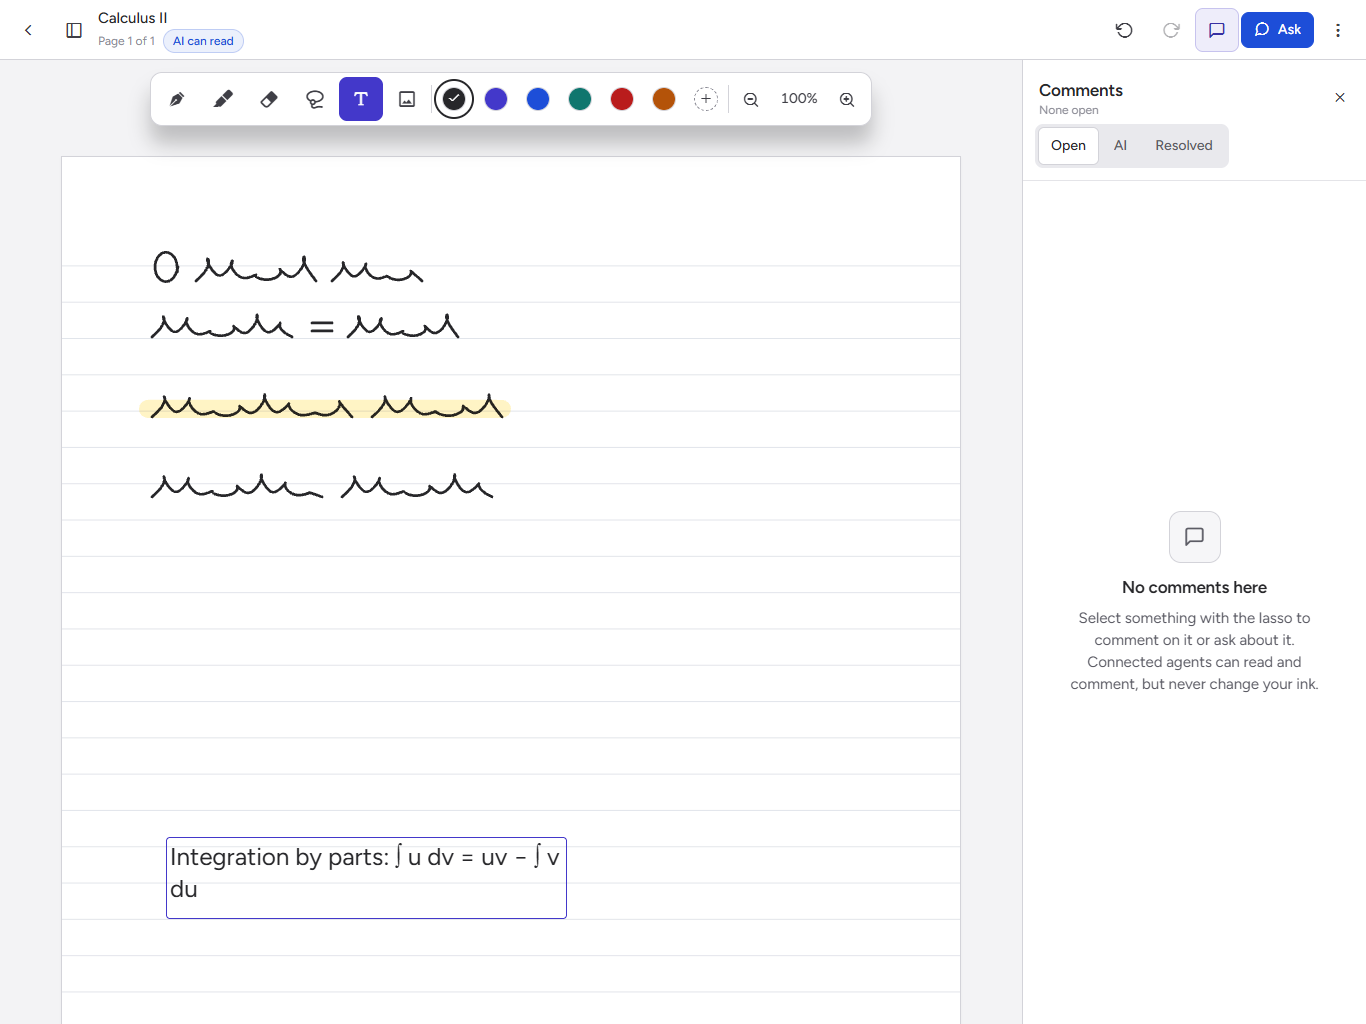 Calculus II
Page 1 of 1 AI can read
Ask
T 100%
Comments
None open
Open AI Resolved
=
Integration by parts: ∫ u dv = uv − ∫ v
du
No comments here
Select something with the lasso to
comment on it or ask about it.
Connected agents can read and
comment, but never change your ink.